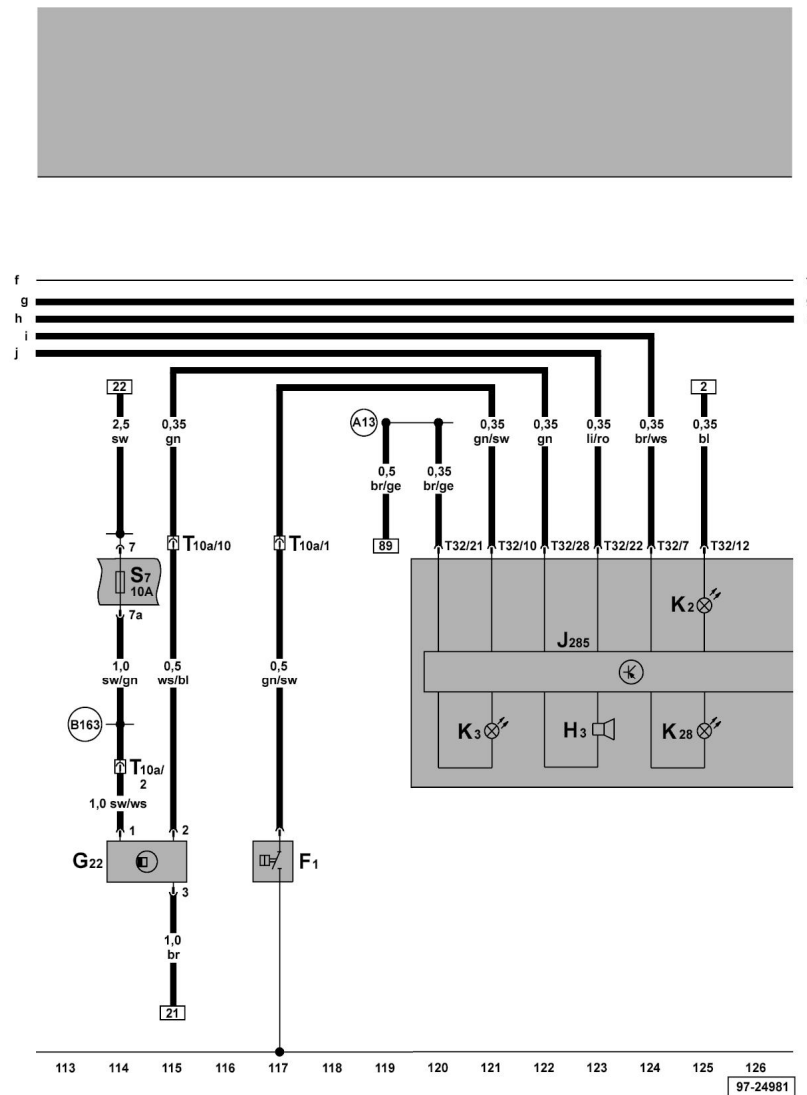 f
g
h
i
j
22
2
2,5 sw
0,35 gn
A13
0,35 gn/sw
0,35 gn
0,35 li/ro
0,35 br/ws
0,35 bl
0,5 br/ge
0,35 br/ge
7
T10a/10
T10a/1
89
T32/21
T32/10
T32/28
T32/22
T32/7
T32/12
S7 10A
K2
7a
J285
1,0 sw/gn
0,5 ws/bl
0,5 gn/sw
B163
K3
H3
K28
T10a/2
1,0 sw/ws
1
2
G22
F1
3
1,0 br
21
113 114 115 116 117 118 119 120 121 122 123 124 125 126
97-24981